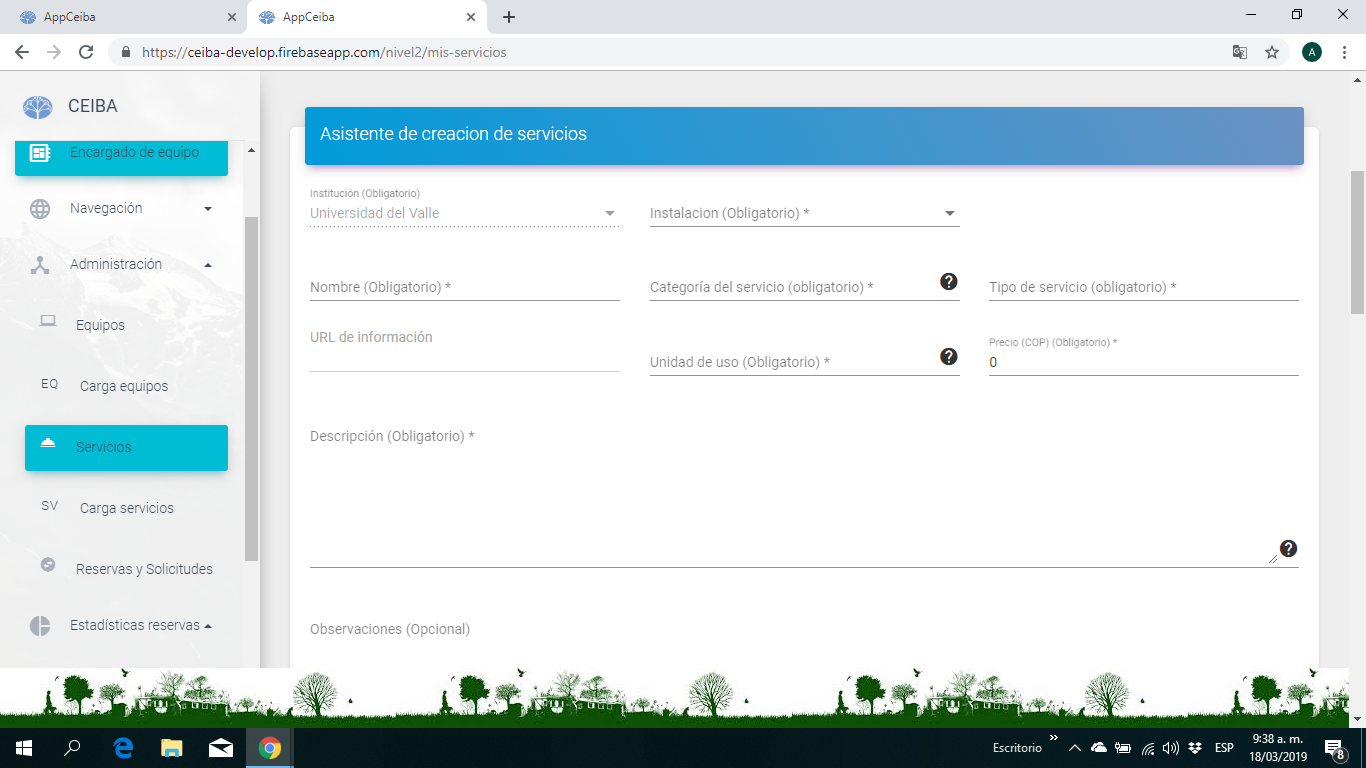 AppCeiba
AppCeiba
https://ceiba-develop.firebaseapp.com/nivel2/mis-servicios
A
CEIBA
Encargado de equipo
Navegación
Administración
Equipos
EQ Carga equipos
Servicios
SV Carga servicios
Reservas y Solicitudes
Estadísticas reservas
Asistente de creacion de servicios
Institución (Obligatorio)
Universidad del Valle
Instalacion (Obligatorio) *
Nombre (Obligatorio) *
Categoría del servicio (obligatorio) *
Tipo de servicio (obligatorio) *
URL de información
Unidad de uso (Obligatorio) *
Precio (COP) (Obligatorio) *
0
Descripción (Obligatorio) *
Observaciones (Opcional)
Escritorio
ESP
9:38 a. m.
18/03/2019
8